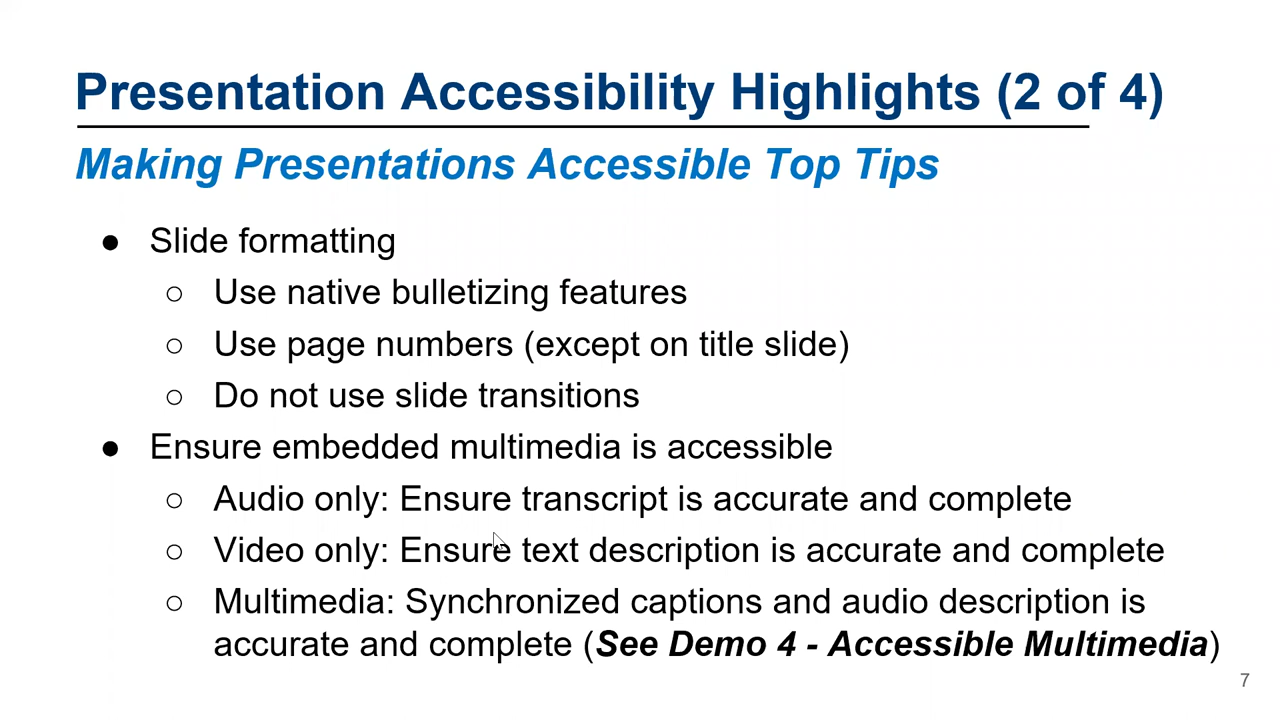 Presentation Accessibility Highlights (2 of 4)
Making Presentations Accessible Top Tips
● Slide formatting
○ Use native bulletizing features
○ Use page numbers (except on title slide)
○ Do not use slide transitions
● Ensure embedded multimedia is accessible
○ Audio only: Ensure transcript is accurate and complete
○ Video only: Ensure text description is accurate and complete
○ Multimedia: Synchronized captions and audio description is
accurate and complete (See Demo 4 - Accessible Multimedia)
7